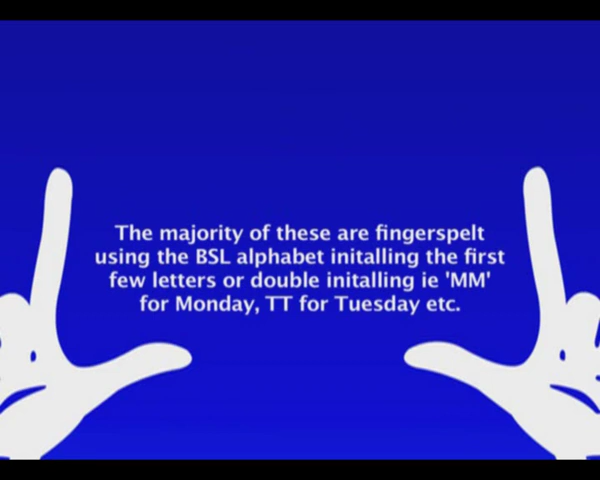 The majority of these are fingerspelt
using the BSL alphabet initalling the first
few letters or double initalling ie 'MM'
for Monday, TT for Tuesday etc.